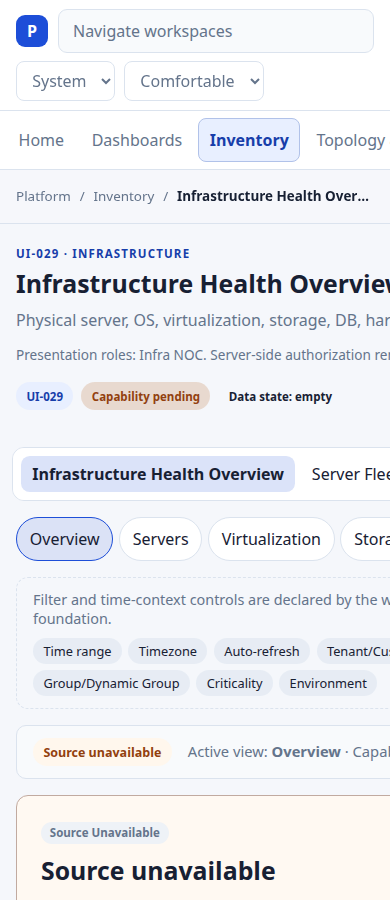 P
Navigate workspaces
System
Comfortable
Home Dashboards Inventory Topology
Platform / Inventory / Infrastructure Health Over...
UI-029 · INFRASTRUCTURE
Infrastructure Health Overview
Physical server, OS, virtualization, storage, DB, har
Presentation roles: Infra NOC. Server-side authorization rer
UI-029 Capability pending Data state: empty
Infrastructure Health Overview Server Flee
Overview Servers Virtualization Stora
Filter and time-context controls are declared by the w
foundation.
Time range Timezone Auto-refresh Tenant/Cus
Group/Dynamic Group Criticality Environment
Source unavailable Active view: Overview · Capal
Source Unavailable
Source unavailable